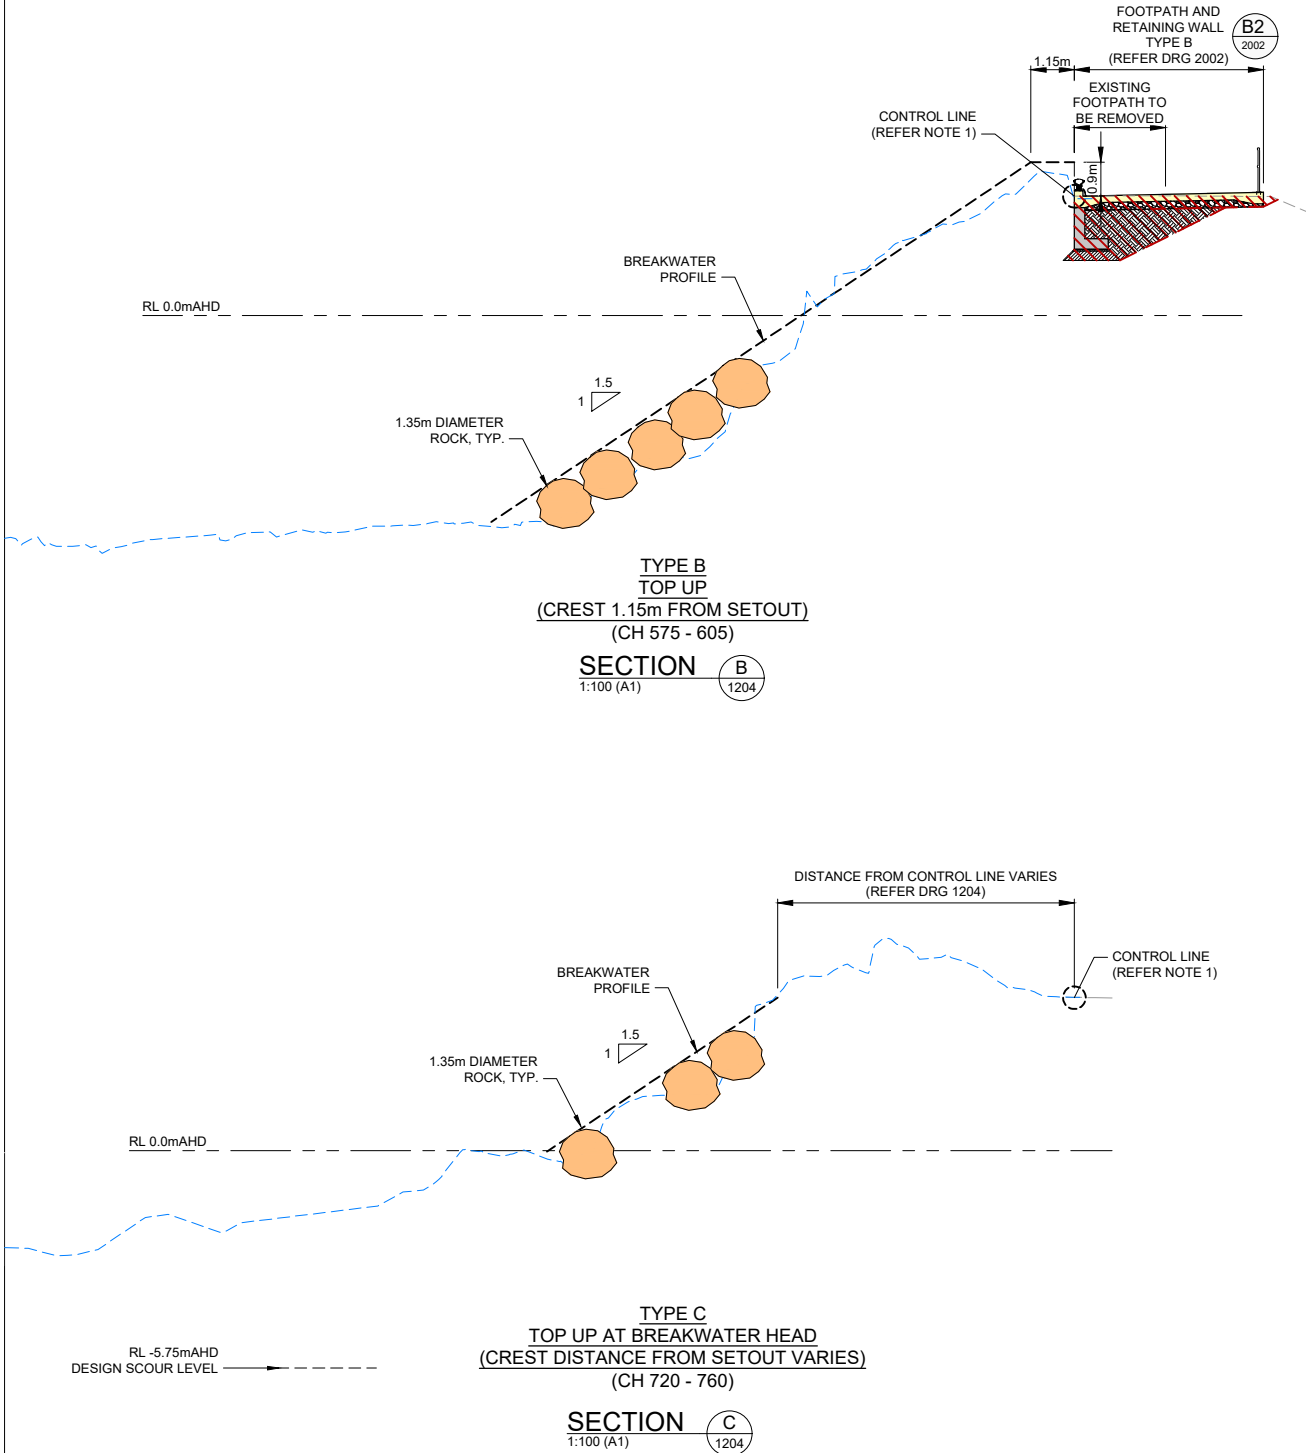 FOOTPATH AND
RETAINING WALL
TYPE B
(REFER DRG 2002)
B2
2002
1.15m
EXISTING
FOOTPATH TO
BE REMOVED
CONTROL LINE
(REFER NOTE 1)
0.9m
BREAKWATER
PROFILE
RL 0.0mAHD
1.5
1
1.35m DIAMETER
ROCK, TYP.
TYPE B
TOP UP
(CREST 1.15m FROM SETOUT)
(CH 575 - 605)
SECTION
1:100 (A1)
B
1204
DISTANCE FROM CONTROL LINE VARIES
(REFER DRG 1204)
CONTROL LINE
(REFER NOTE 1)
BREAKWATER
PROFILE
1.5
1
1.35m DIAMETER
ROCK, TYP.
RL 0.0mAHD
RL -5.75mAHD
DESIGN SCOUR LEVEL
TYPE C
TOP UP AT BREAKWATER HEAD
(CREST DISTANCE FROM SETOUT VARIES)
(CH 720 - 760)
SECTION
1:100 (A1)
C
1204